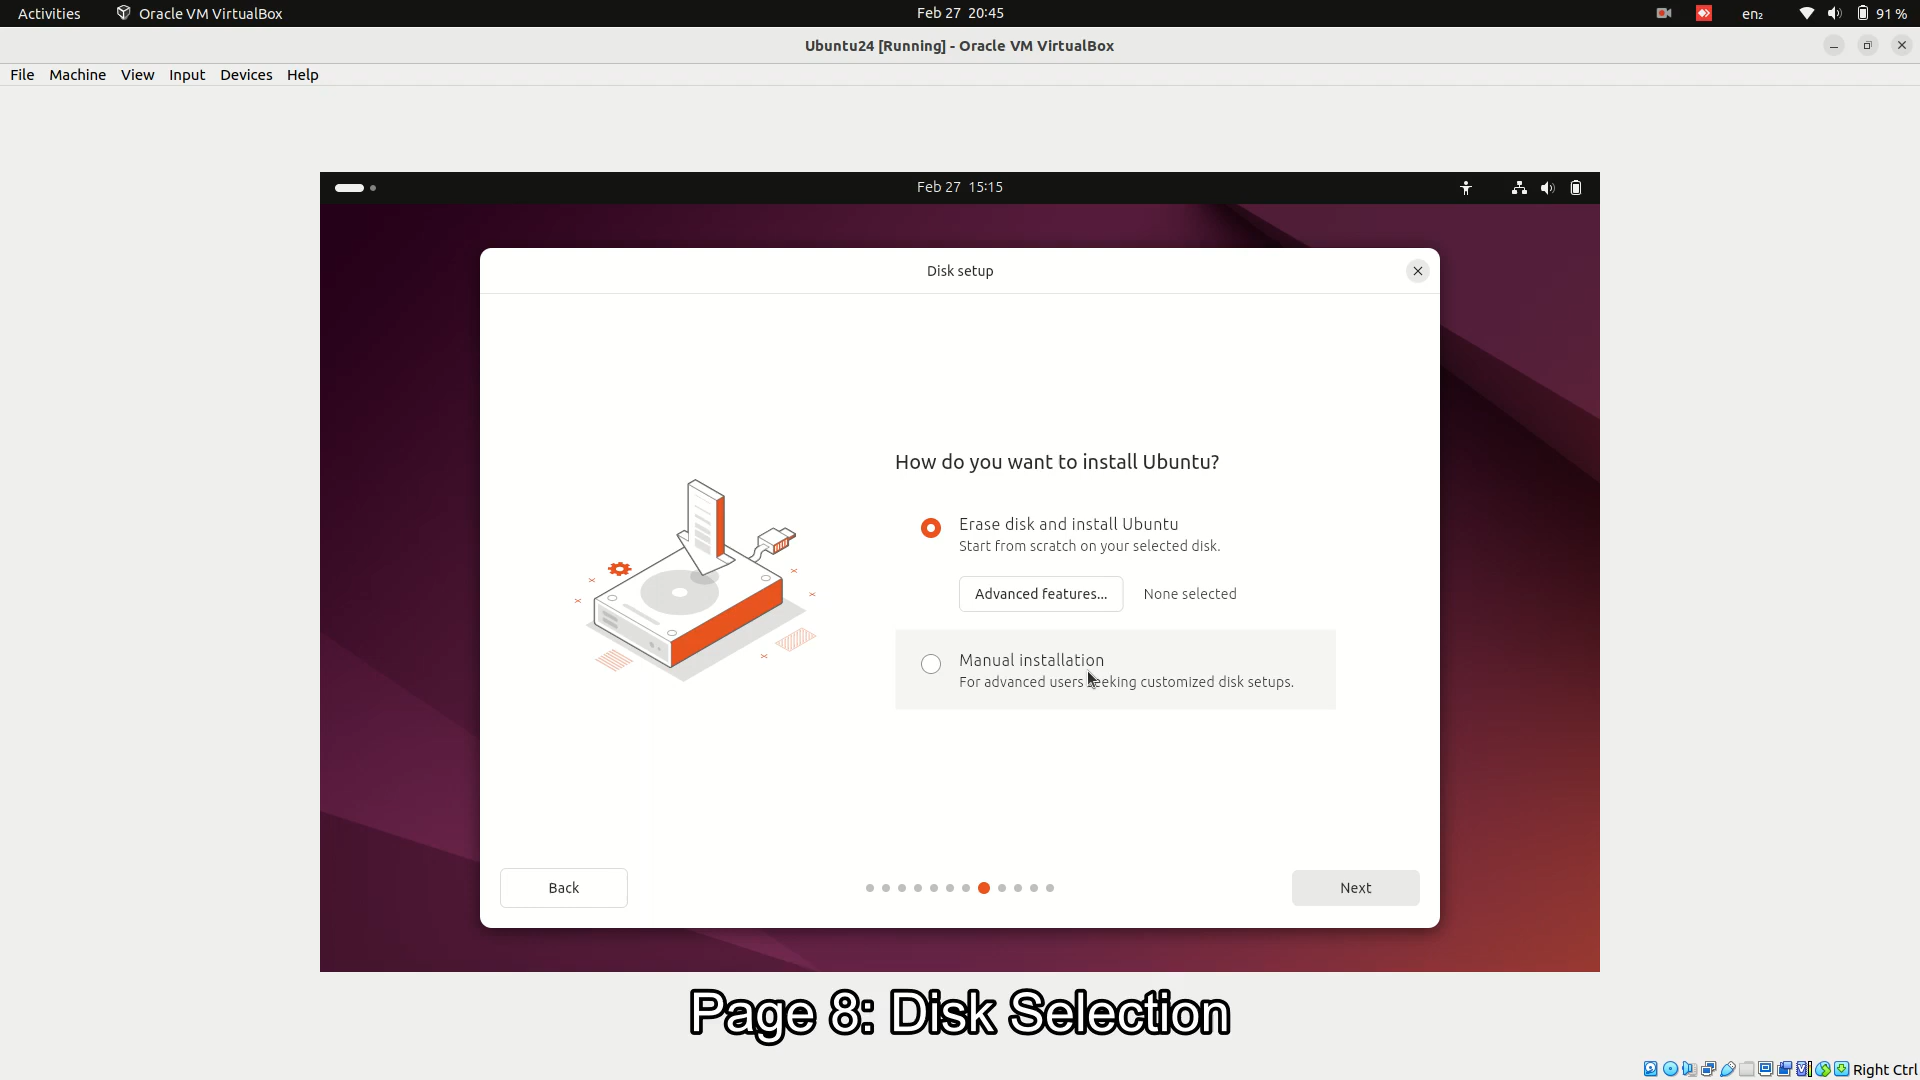 Activities Oracle VM VirtualBox Feb 27 20:45 en₂ 91 %
Ubuntu24 [Running] - Oracle VM VirtualBox
File Machine View Input Devices Help
Feb 27 15:15
Disk setup
How do you want to install Ubuntu?
Erase disk and install Ubuntu
Start from scratch on your selected disk.
Advanced features... None selected
Manual installation
For advanced users seeking customized disk setups.
Back Next
Page 8: Disk Selection
Right Ctrl